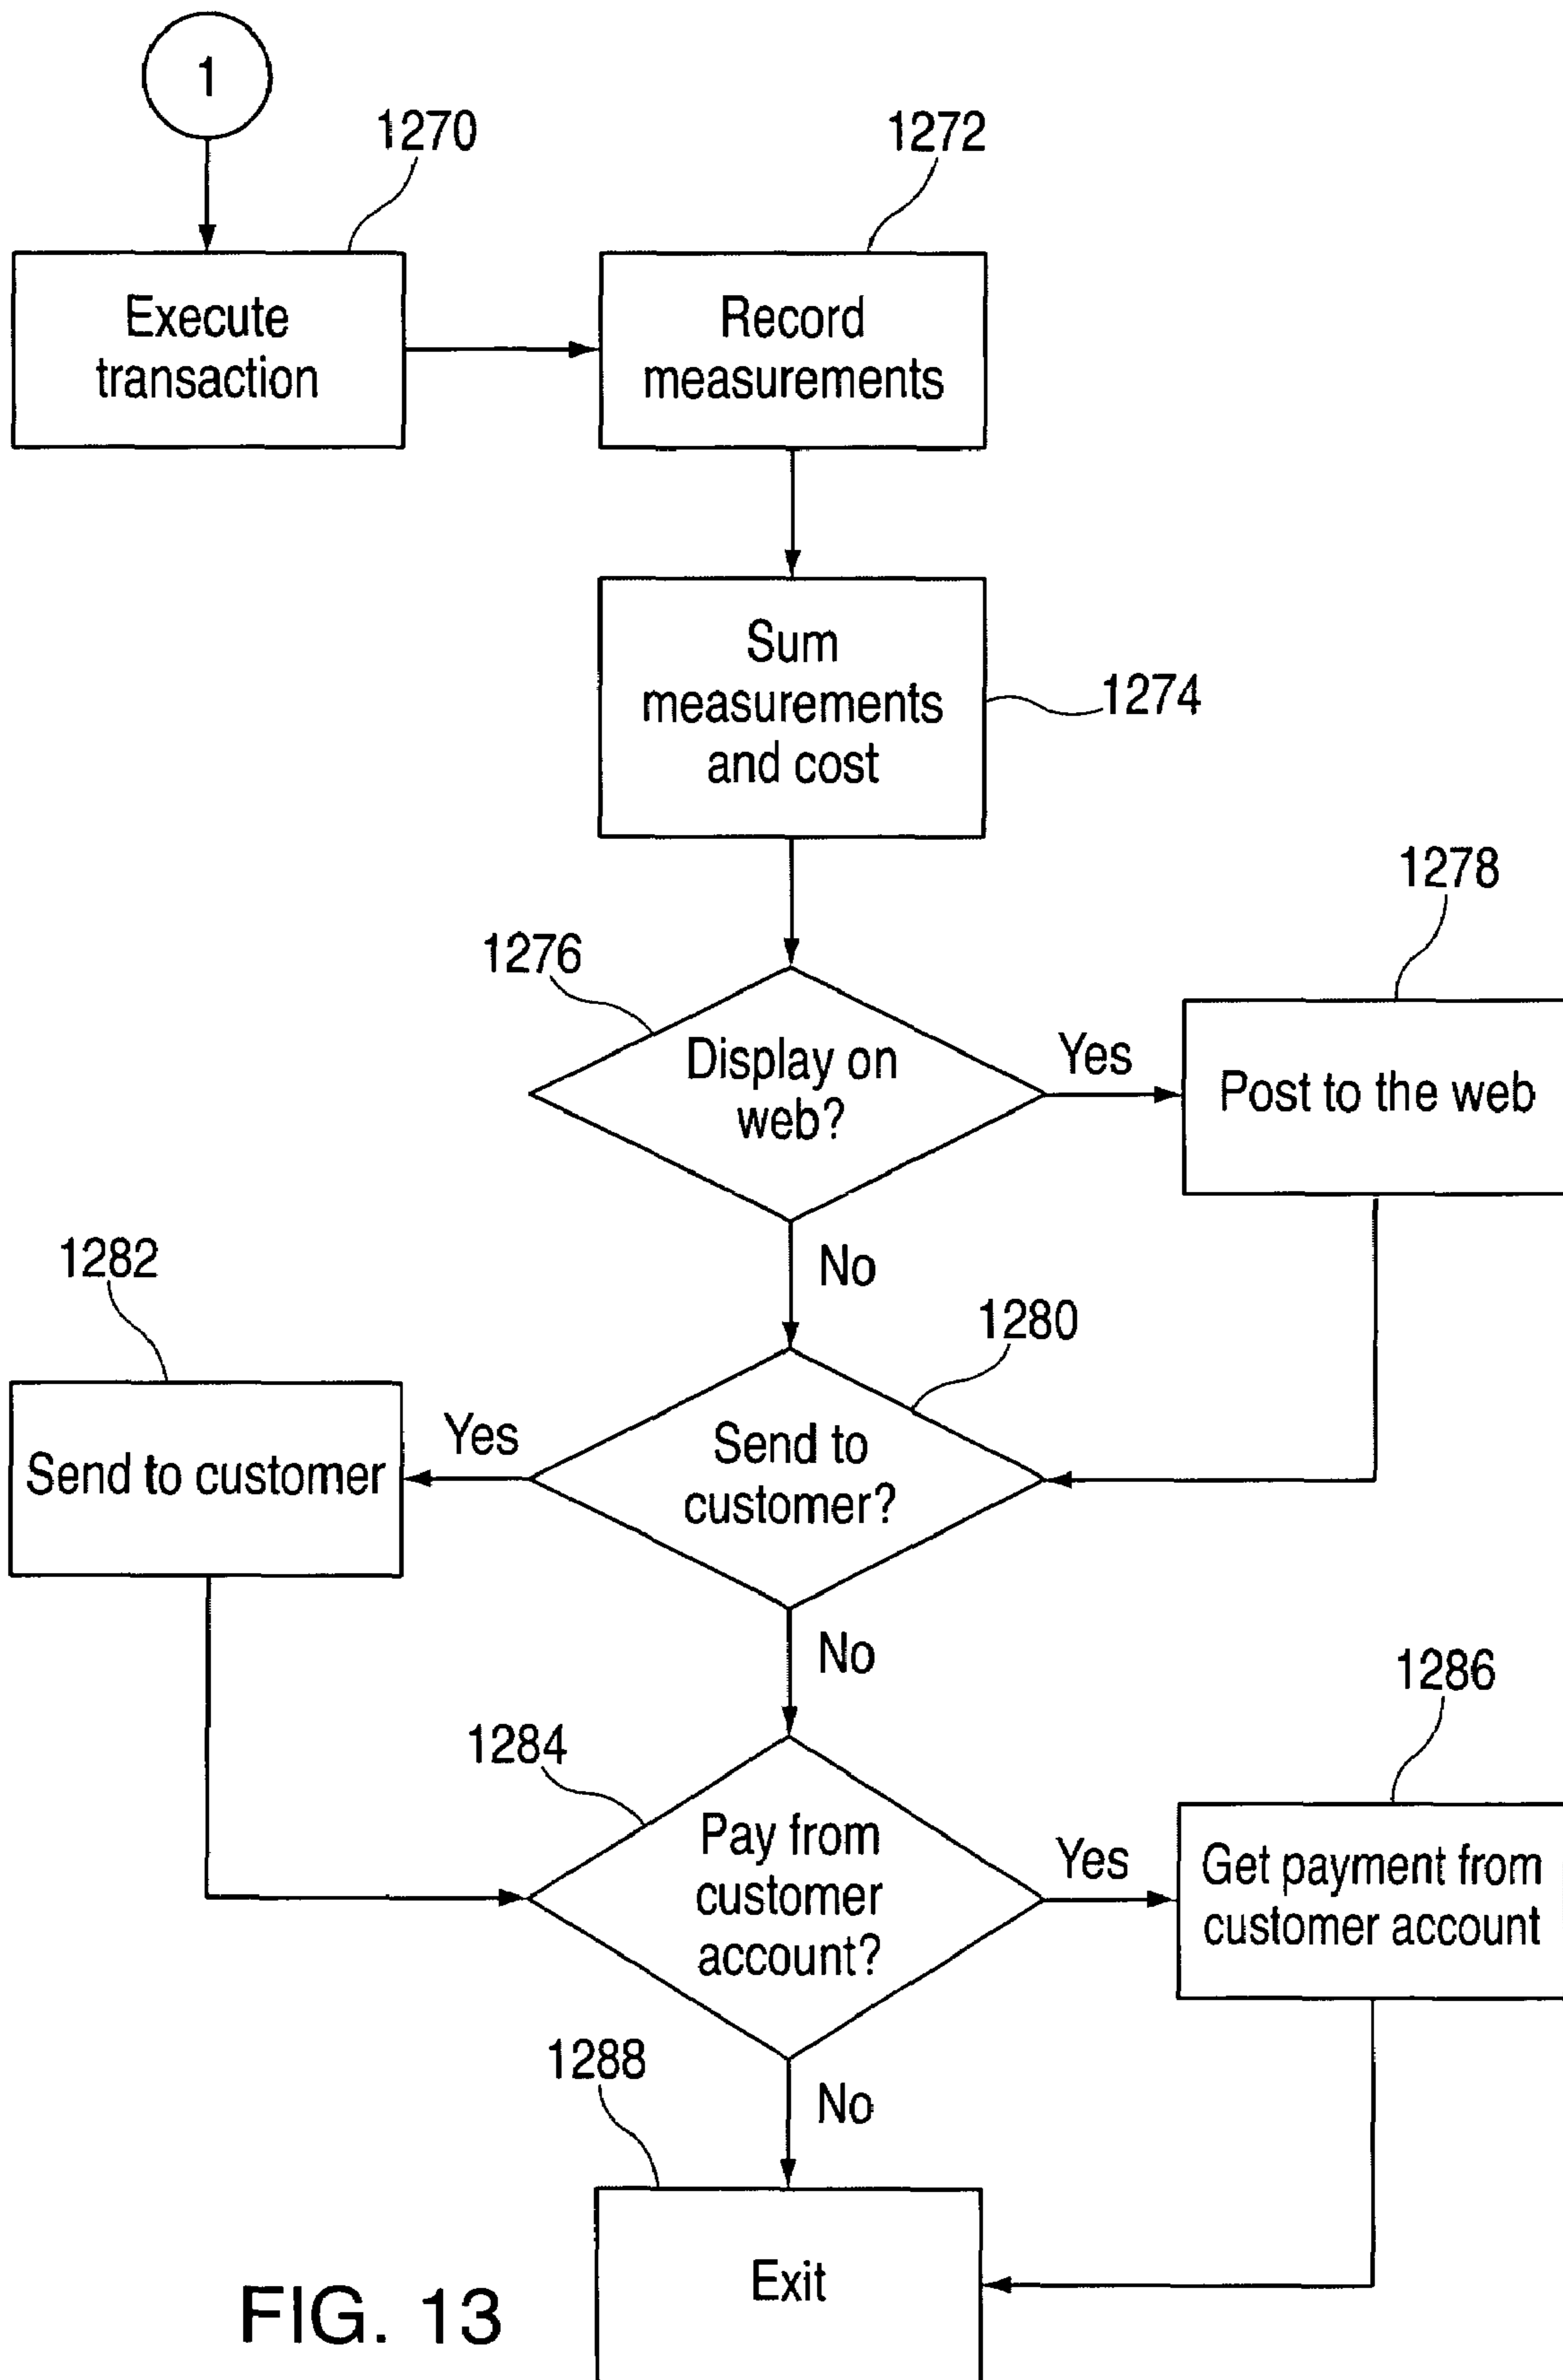 1
1270
1272
Execute
transaction
Record
measurements
Sum
measurements
and cost
1274
1278
1276
Display on
web?
Yes
Post to the web
No
1282
1280
Send to customer
Yes
Send to
customer?
No
1286
1284
Pay from
customer
account?
Yes
Get payment from
customer account
1288
No
Exit
FIG. 13